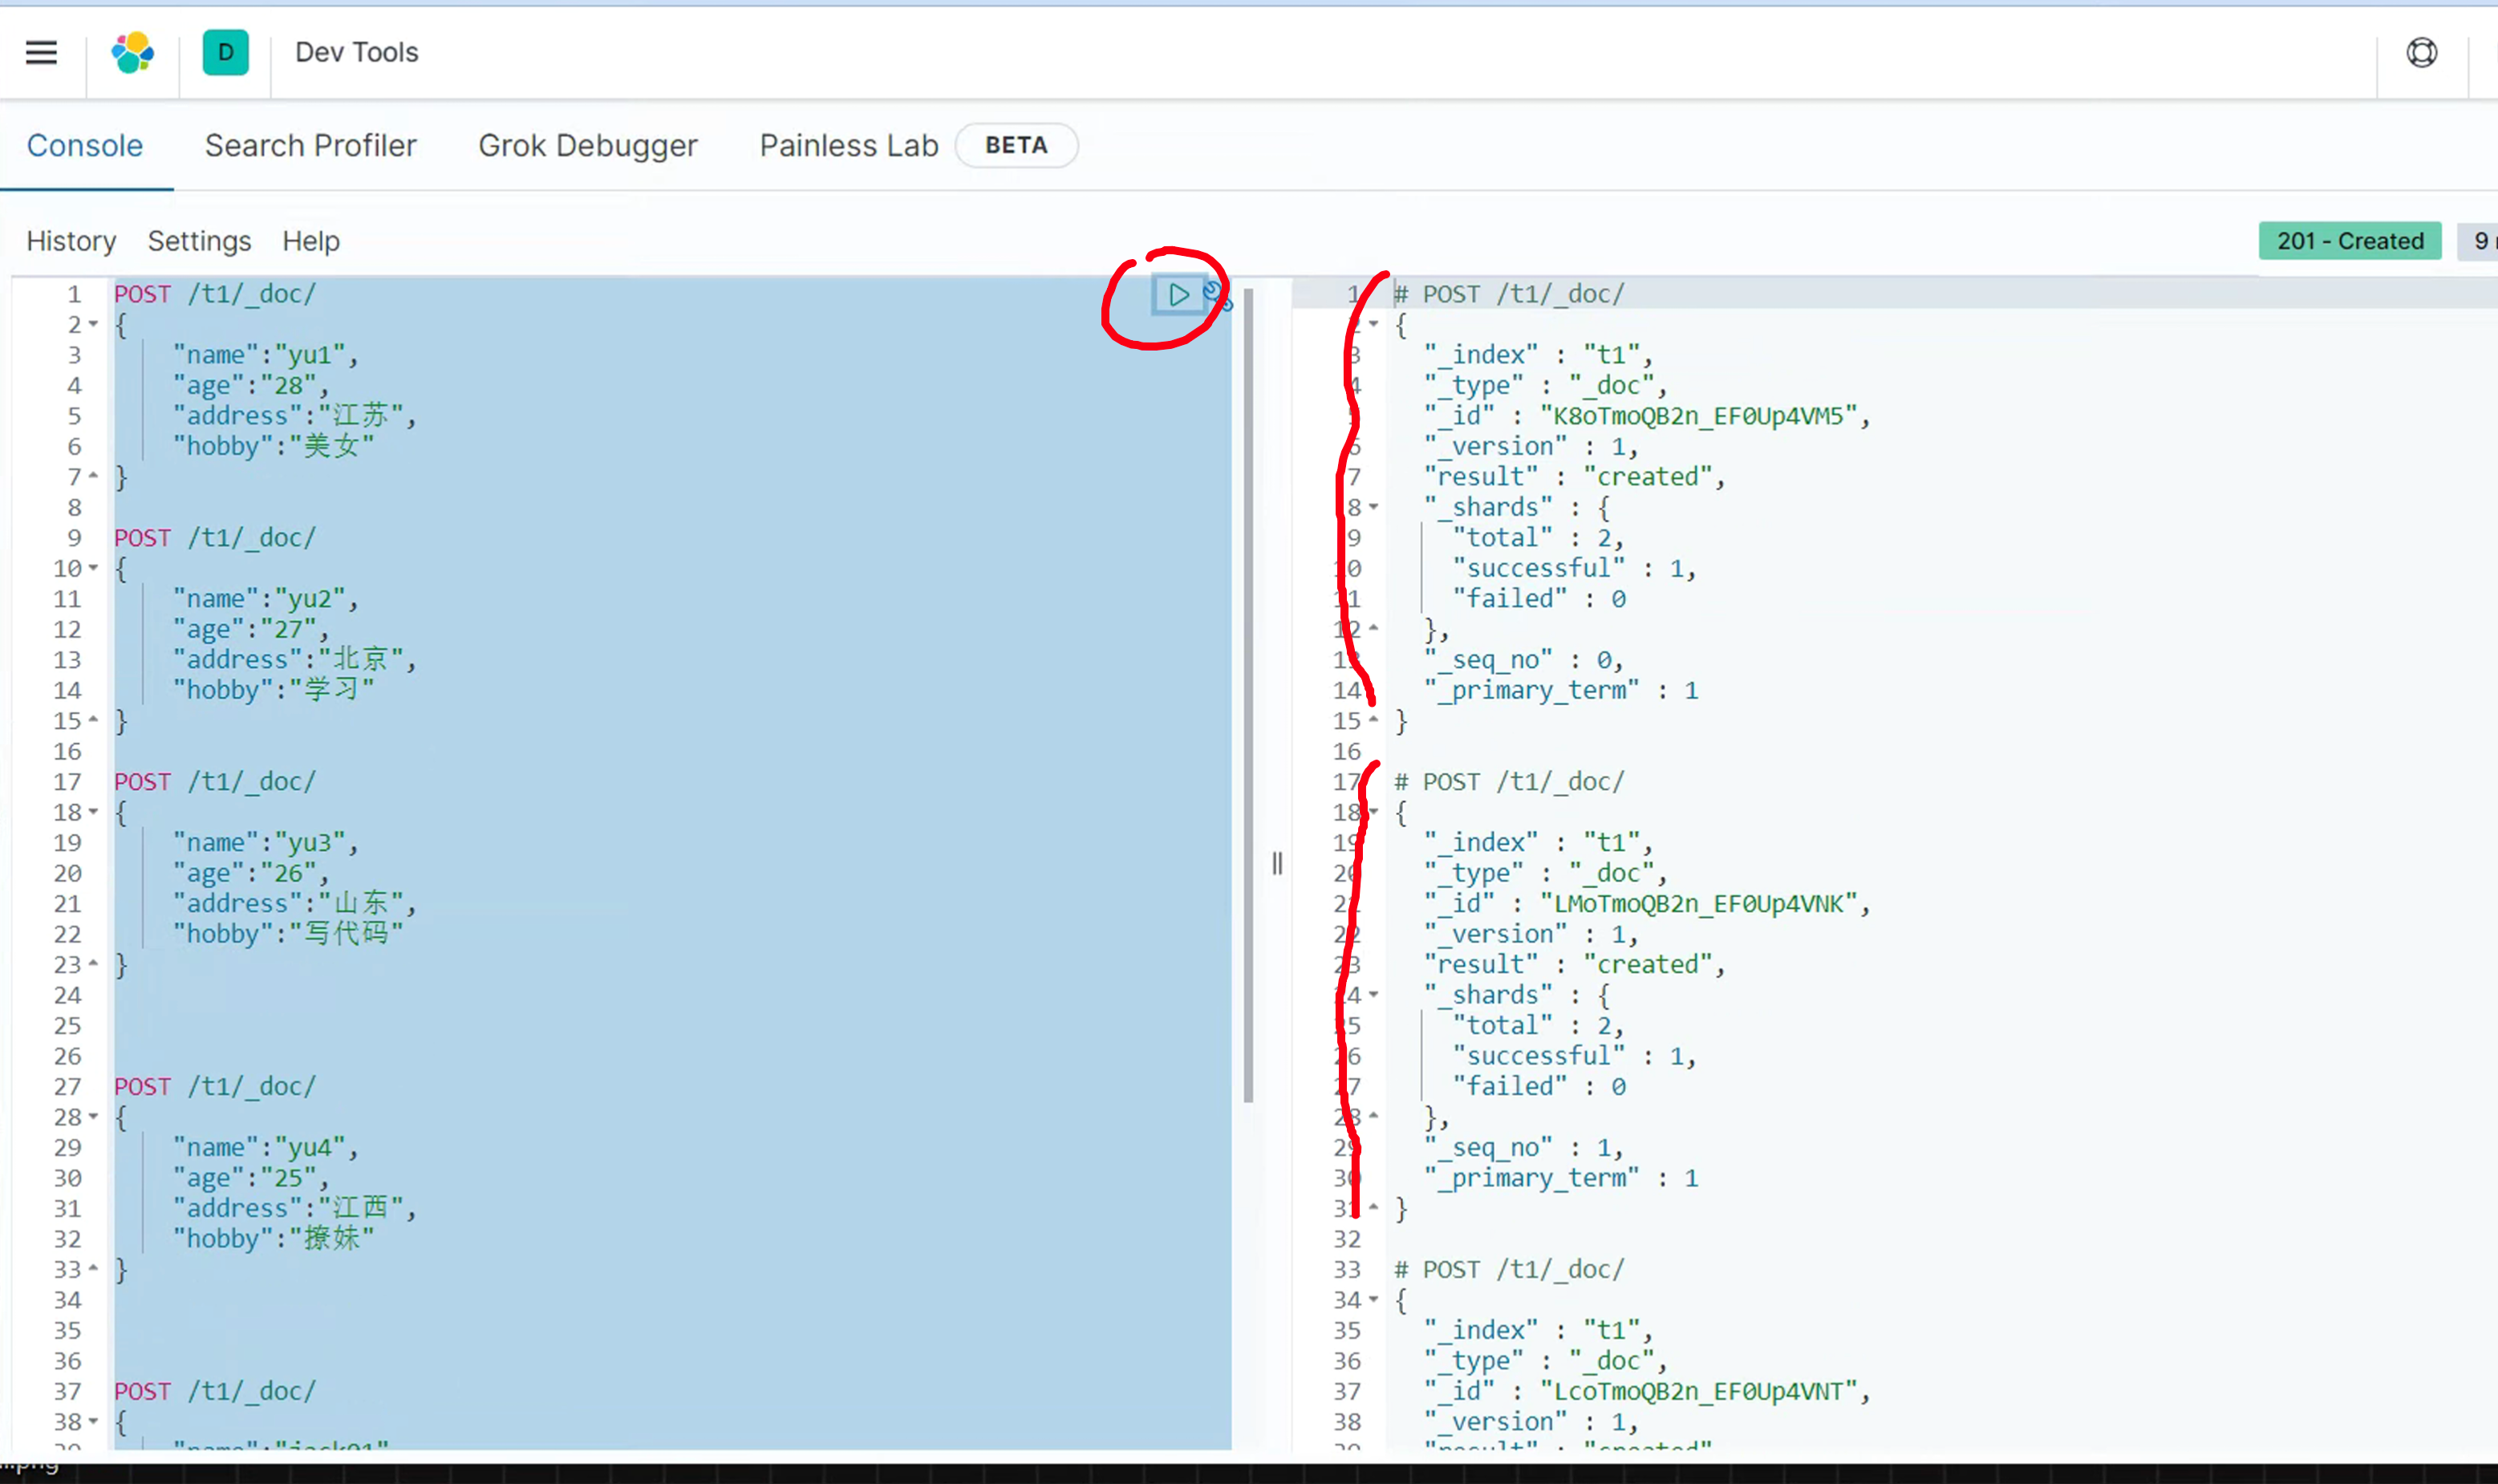 D Dev Tools
Console Search Profiler Grok Debugger Painless Lab BETA
History Settings Help
201 - Created 9
1 POST /t1/_doc/
2 {
3 "name":"yu1",
4 "age":"28",
5 "address":"江苏",
6 "hobby":"美女"
7 }
8
9 POST /t1/_doc/
10 {
11 "name":"yu2",
12 "age":"27",
13 "address":"北京",
14 "hobby":"学习"
15 }
16
17 POST /t1/_doc/
18 {
19 "name":"yu3",
20 "age":"26",
21 "address":"山东",
22 "hobby":"写代码"
23 }
24
25
26
27 POST /t1/_doc/
28 {
29 "name":"yu4",
30 "age":"25",
31 "address":"江西",
32 "hobby":"撩妹"
33 }
34
35
36
37 POST /t1/_doc/
38 {
39 "name":"jack01"
1 # POST /t1/_doc/
2 {
3 "_index" : "t1",
4 "_type" : "_doc",
5 "_id" : "K8oTmoQB2n_EF0Up4VM5",
6 "_version" : 1,
7 "result" : "created",
8 "_shards" : {
9 "total" : 2,
10 "successful" : 1,
11 "failed" : 0
12 },
13 "_seq_no" : 0,
14 "_primary_term" : 1
15 }
16
17 # POST /t1/_doc/
18 {
19 "_index" : "t1",
20 "_type" : "_doc",
21 "_id" : "LMoTmoQB2n_EF0Up4VNK",
22 "_version" : 1,
23 "result" : "created",
24 "_shards" : {
25 "total" : 2,
26 "successful" : 1,
27 "failed" : 0
28 },
29 "_seq_no" : 1,
30 "_primary_term" : 1
31 }
32
33 # POST /t1/_doc/
34 {
35 "_index" : "t1",
36 "_type" : "_doc",
37 "_id" : "LcoTmoQB2n_EF0Up4VNT",
38 "_version" : 1,
39 "result" : "created"